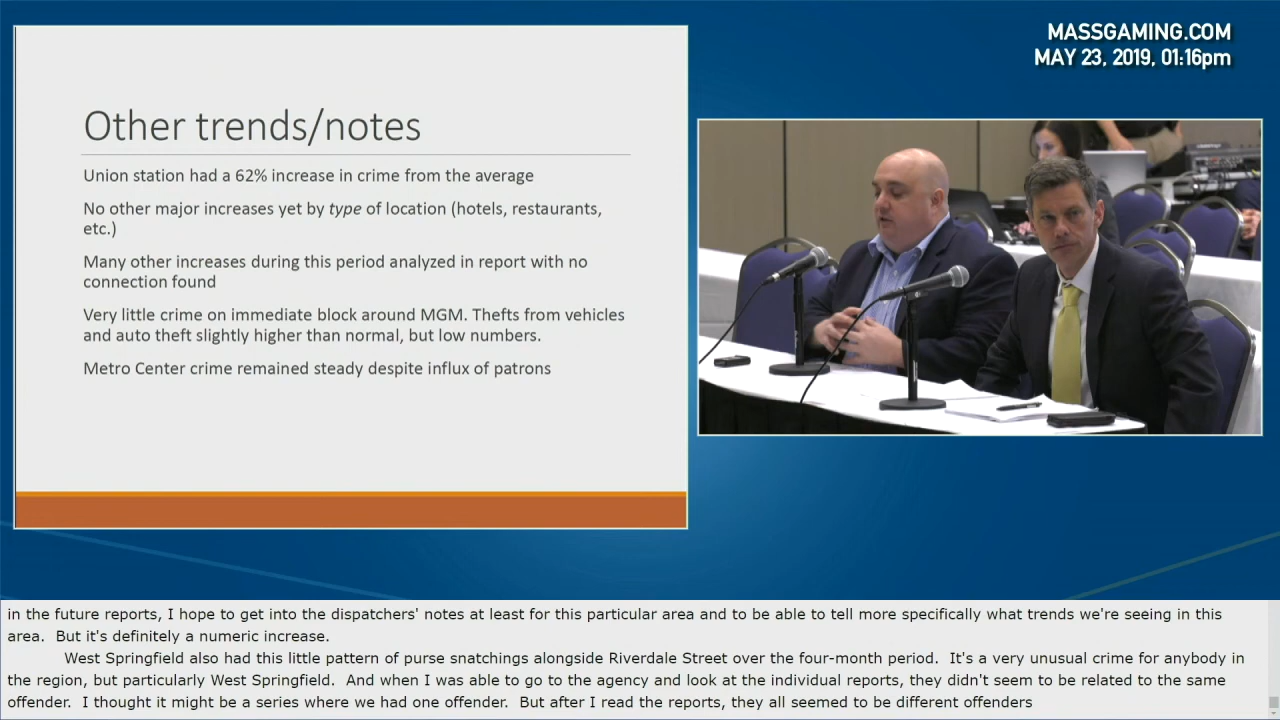 MASSGAMING.COM
MAY 23, 2019, 01:16pm
Other trends/notes
Union station had a 62% increase in crime from the average
No other major increases yet by type of location (hotels, restaurants,
etc.)
Many other increases during this period analyzed in report with no
connection found
Very little crime on immediate block around MGM. Thefts from vehicles
and auto theft slightly higher than normal, but low numbers.
Metro Center crime remained steady despite influx of patrons
in the future reports, I hope to get into the dispatchers' notes at least for this particular area and to be able to tell more specifically what trends we're seeing in this
area.  But it's definitely a numeric increase.
West Springfield also had this little pattern of purse snatchings alongside Riverdale Street over the four-month period.  It's a very unusual crime for anybody in
the region, but particularly West Springfield.  And when I was able to go to the agency and look at the individual reports, they didn't seem to be related to the same
offender.  I thought it might be a series where we had one offender.  But after I read the reports, they all seemed to be different offenders